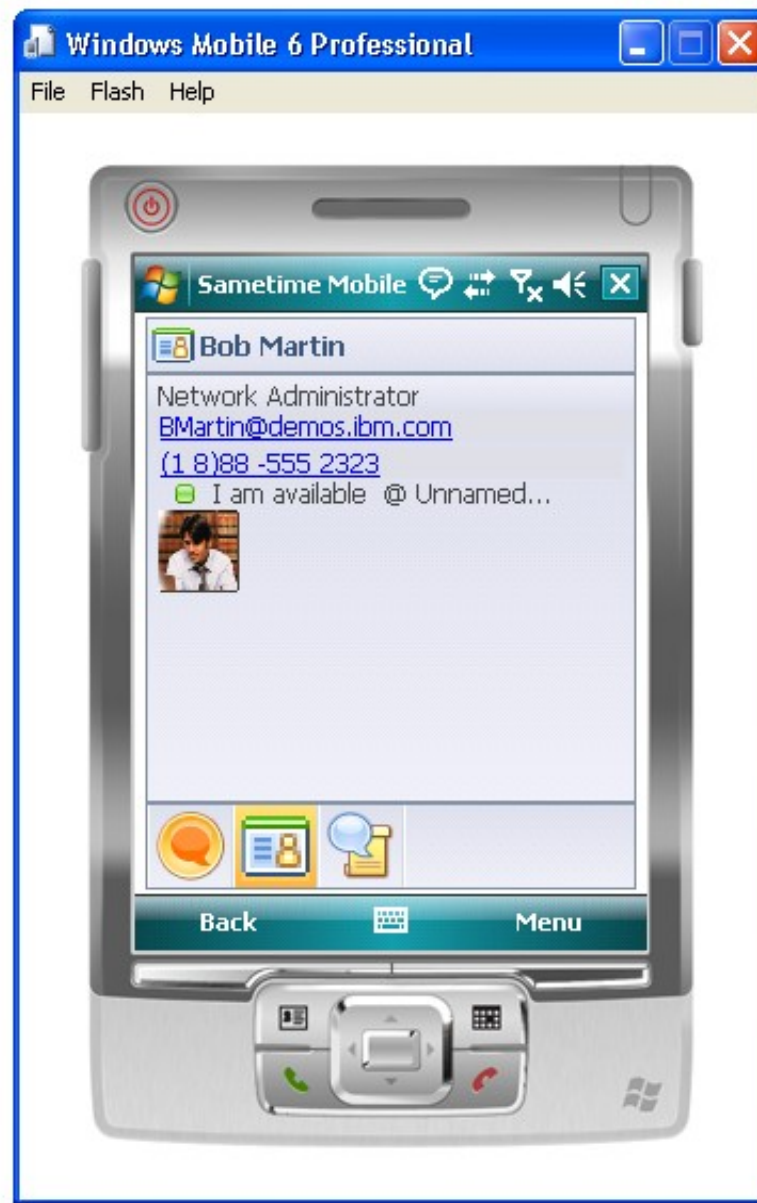 Windows Mobile 6 Professional
File Flash Help
Sametime Mobile
Bob Martin
Network Administrator
BMartin@demos.ibm.com
(1 8)88 -555 2323
I am available @ Unnamed...
Back Menu